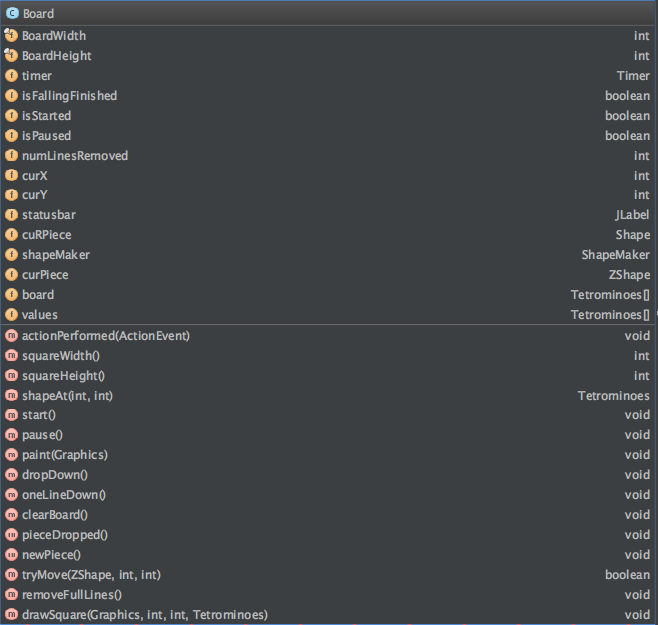 Board
BoardWidth int
BoardHeight int
timer Timer
isFallingFinished boolean
isStarted boolean
isPaused boolean
numLinesRemoved int
curX int
curY int
statusbar JLabel
cuRPiece Shape
shapeMaker ShapeMaker
curPiece ZShape
board Tetrominoes[]
values Tetrominoes[]
actionPerformed(ActionEvent) void
squareWidth() int
squareHeight() int
shapeAt(int, int) Tetrominoes
start() void
pause() void
paint(Graphics) void
dropDown() void
oneLineDown() void
clearBoard() void
pieceDropped() void
newPiece() void
tryMove(ZShape, int, int) boolean
removeFullLines() void
drawSquare(Graphics, int, int, Tetrominoes) void